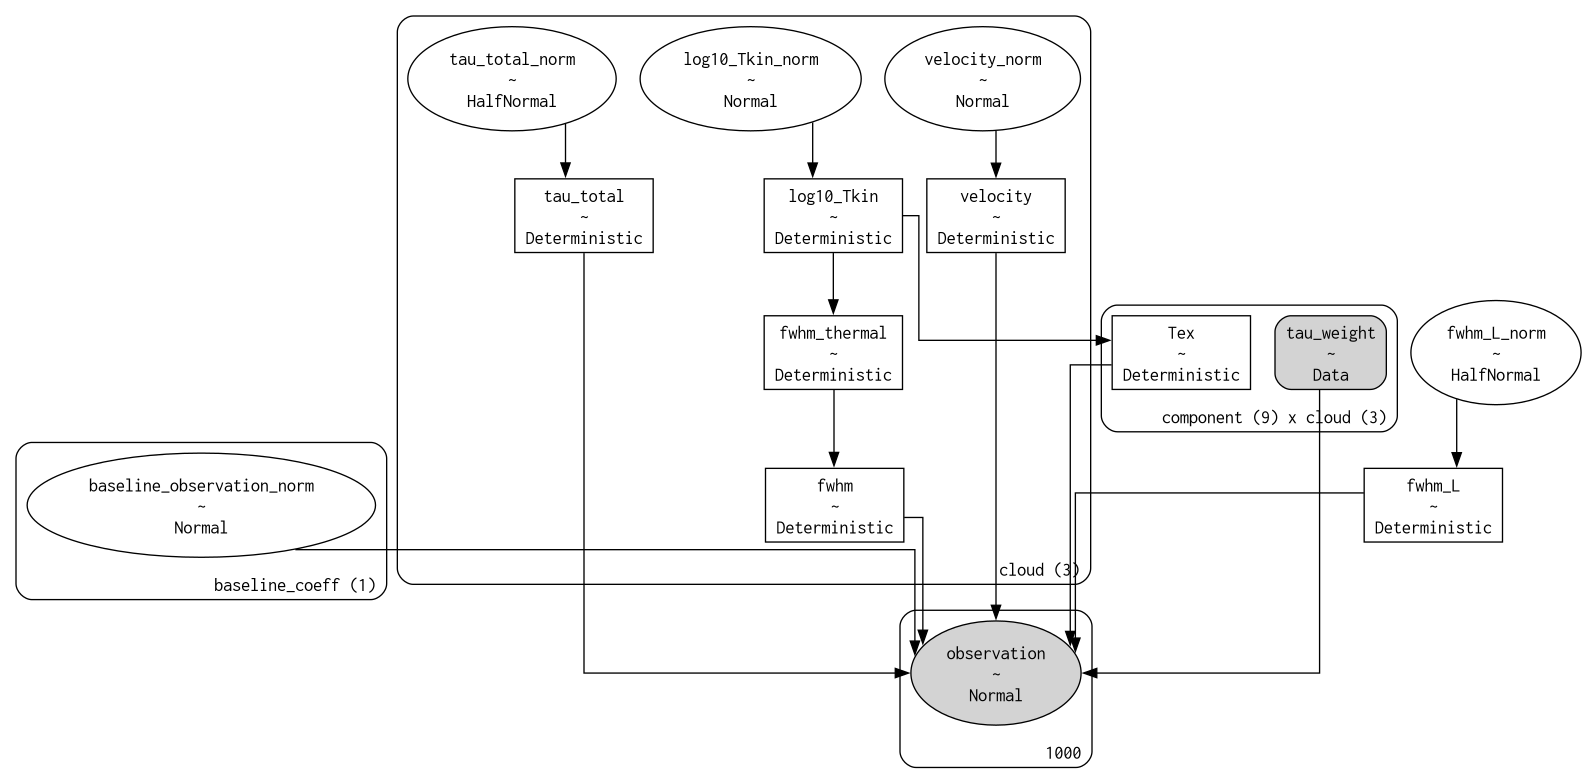 tau_total_norm
~
HalfNormal
log10_Tkin_norm
~
Normal
velocity_norm
~
Normal
tau_total
~
Deterministic
log10_Tkin
~
Deterministic
velocity
~
Deterministic
fwhm_thermal
~
Deterministic
Tex
~
Deterministic
tau_weight
~
Data
component (9) x cloud (3)
fwhm_L_norm
~
HalfNormal
baseline_observation_norm
~
Normal
baseline_coeff (1)
fwhm
~
Deterministic
cloud (3)
fwhm_L
~
Deterministic
observation
~
Normal
1000